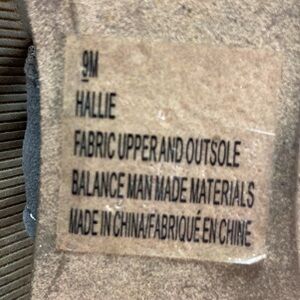 9M
HALLIE
FABRIC UPPER AND OUTSOLE
BALANCE MAN MADE MATERIALS
MADE IN CHINA/FABRIQUÉ EN CHINE